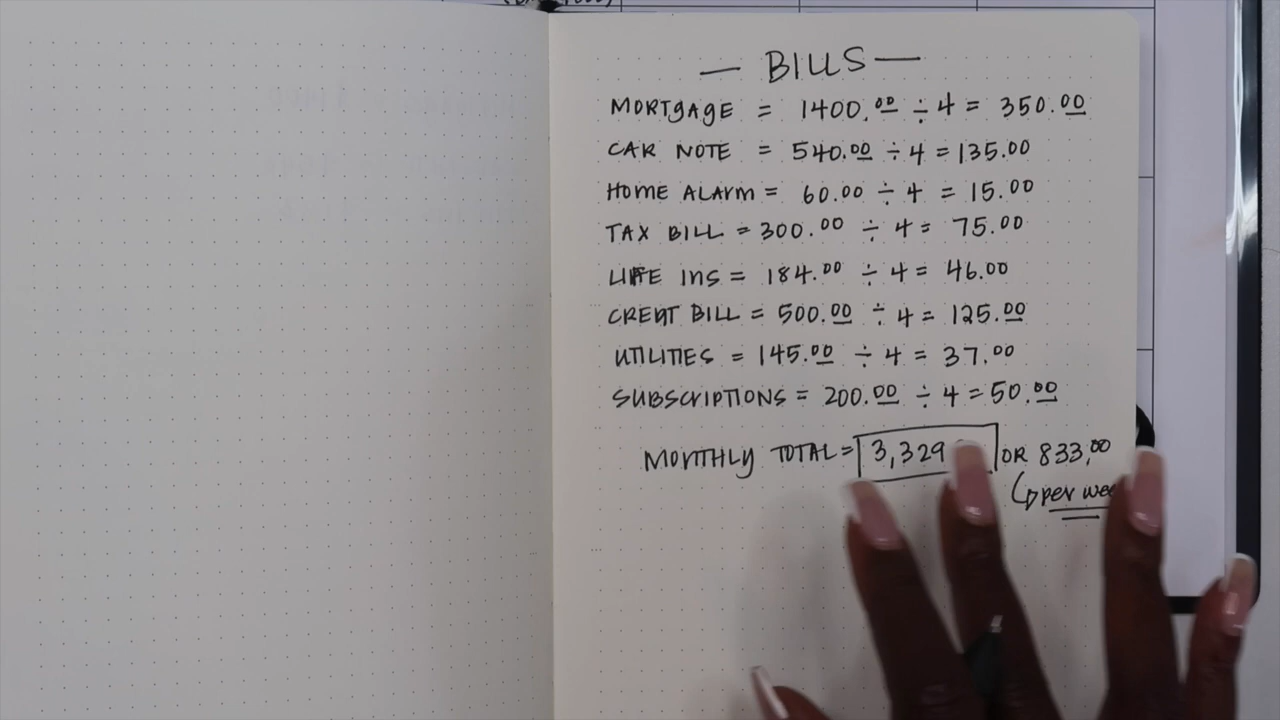 — BILLS —
MORTGAGE = 1400.00 ÷ 4 = 350.00
CAR NOTE = 540.00 ÷ 4 = 135.00
HOME ALARM = 60.00 ÷ 4 = 15.00
TAX BILL = 300.00 ÷ 4 = 75.00
LIFE INS = 184.00 ÷ 4 = 46.00
CREDIT BILL = 500.00 ÷ 4 = 125.00
UTILITIES = 145.00 ÷ 4 = 37.00
SUBSCRIPTIONS = 200.00 ÷ 4 = 50.00
MONTHLY TOTAL = 3,329 OR 833,00
per